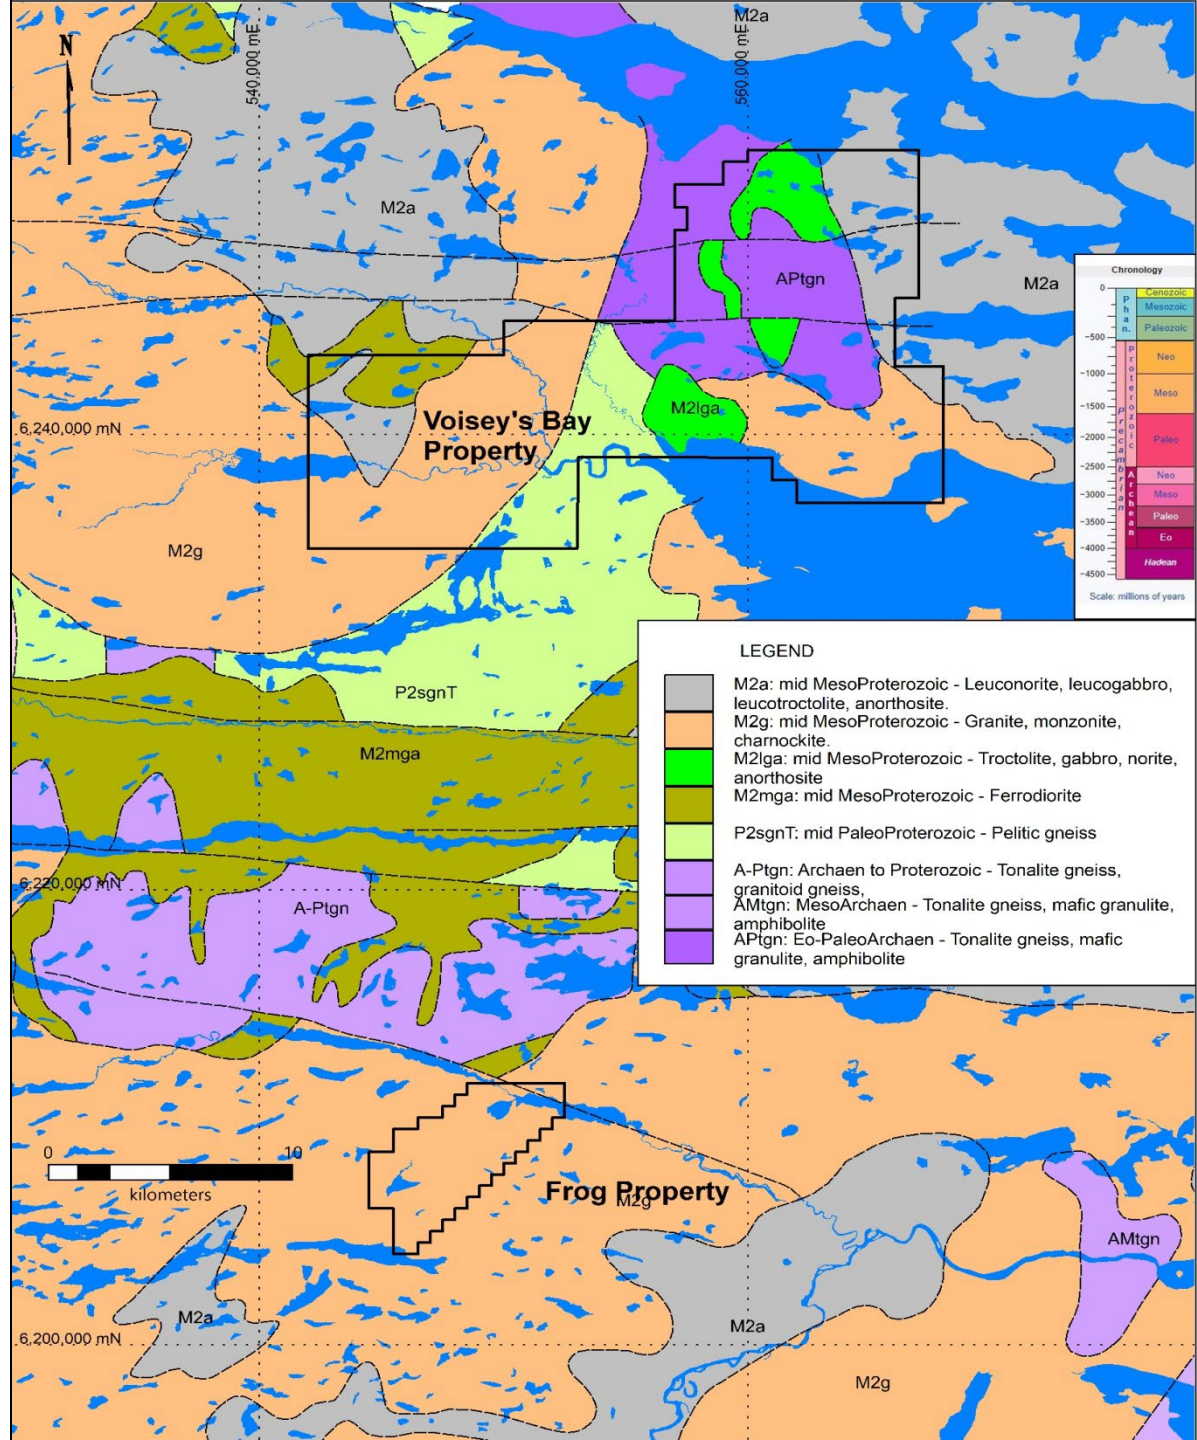 M2a
N
540,000 mE
560,000 mE
M2a
APtgn
M2a
Chronology
0
−500
−1000
−1500
−2000
−2500
−3000
−3500
−4000
−4500
Phan.
Precambrian
Proterozoic
Archean
Cenozoic
Mesozoic
Paleozoic
Neo
Meso
Paleo
Neo
Meso
Paleo
Eo
Hadean
Scale: millions of years
M2lga
Voisey's Bay
Property
6,240,000 mN
M2g
LEGEND
M2a: mid MesoProterozoic - Leuconorite, leucogabbro,
leucotroctolite, anorthosite.
M2g: mid MesoProterozoic - Granite, monzonite,
charnockite.
M2lga: mid MesoProterozoic - Troctolite, gabbro, norite,
anorthosite
M2mga: mid MesoProterozoic - Ferrodiorite
P2sgnT: mid PaleoProterozoic - Pelitic gneiss
A-Ptgn: Archaen to Proterozoic - Tonalite gneiss,
granitoid gneiss,
AMtgn: MesoArchaen - Tonalite gneiss, mafic granulite,
amphibolite
APtgn: Eo-PaleoArchaen - Tonalite gneiss, mafic
granulite, amphibolite
P2sgnT
M2mga
6,220,000 mN
A-Ptgn
0 10
kilometers
Frog Property
M2g
AMtgn
M2a
M2a
6,200,000 mN
M2g